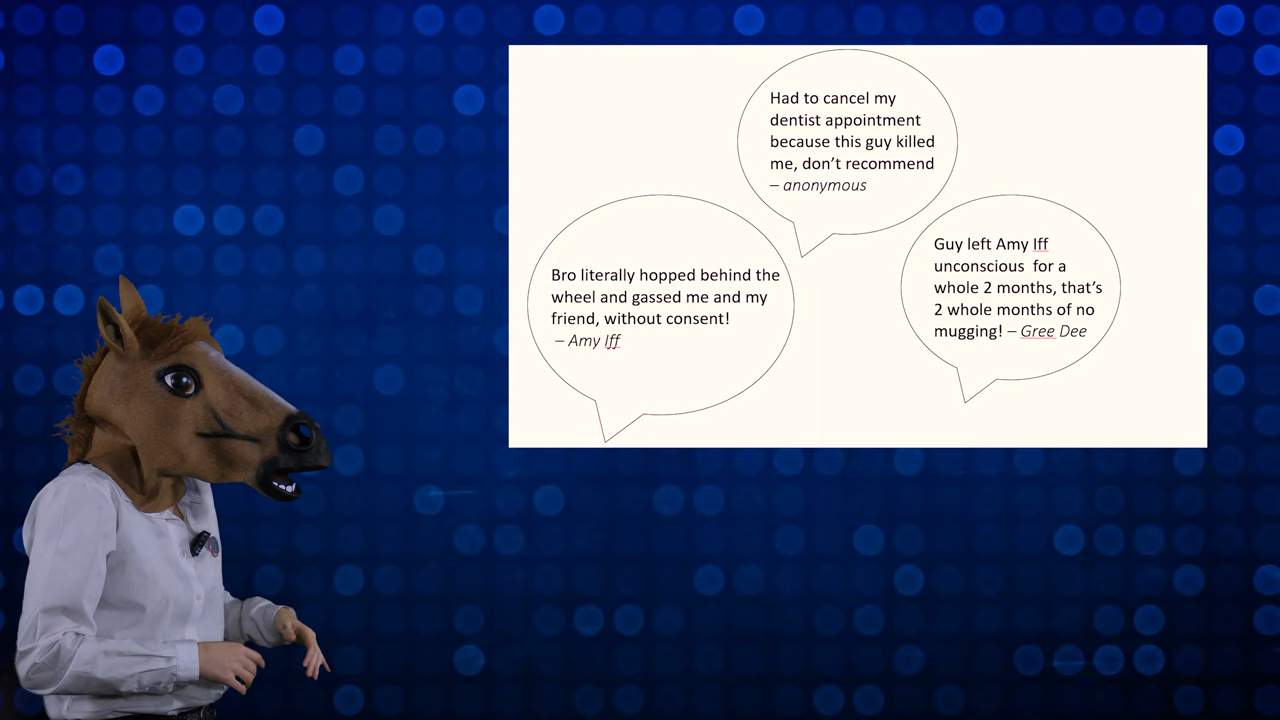 Had to cancel my
dentist appointment
because this guy killed
me, don’t recommend
– anonymous
Bro literally hopped behind the
wheel and gassed me and my
friend, without consent!
– Amy Iff
Guy left Amy Iff
unconscious for a
whole 2 months, that’s
2 whole months of no
mugging! – Gree Dee